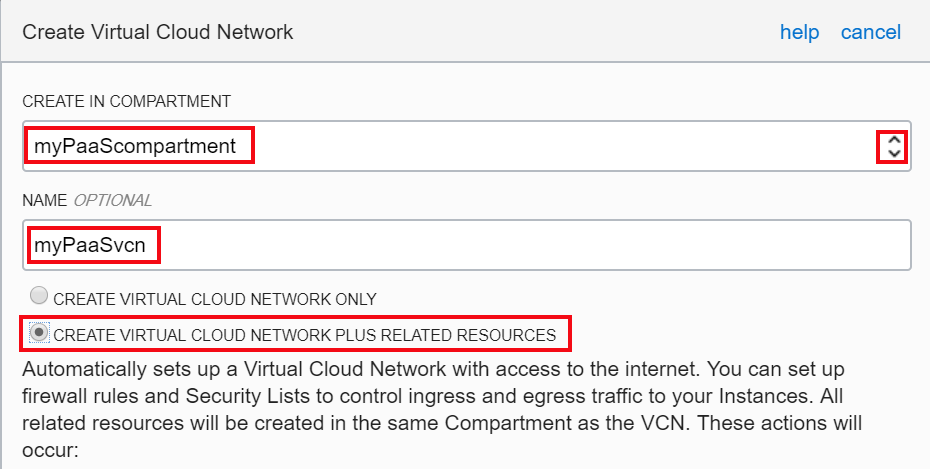 Create Virtual Cloud Network help cancel
CREATE IN COMPARTMENT
myPaaScompartment
NAME OPTIONAL
myPaaSvcn
CREATE VIRTUAL CLOUD NETWORK ONLY
CREATE VIRTUAL CLOUD NETWORK PLUS RELATED RESOURCES
Automatically sets up a Virtual Cloud Network with access to the internet. You can set up
firewall rules and Security Lists to control ingress and egress traffic to your Instances. All
related resources will be created in the same Compartment as the VCN. These actions will
occur: